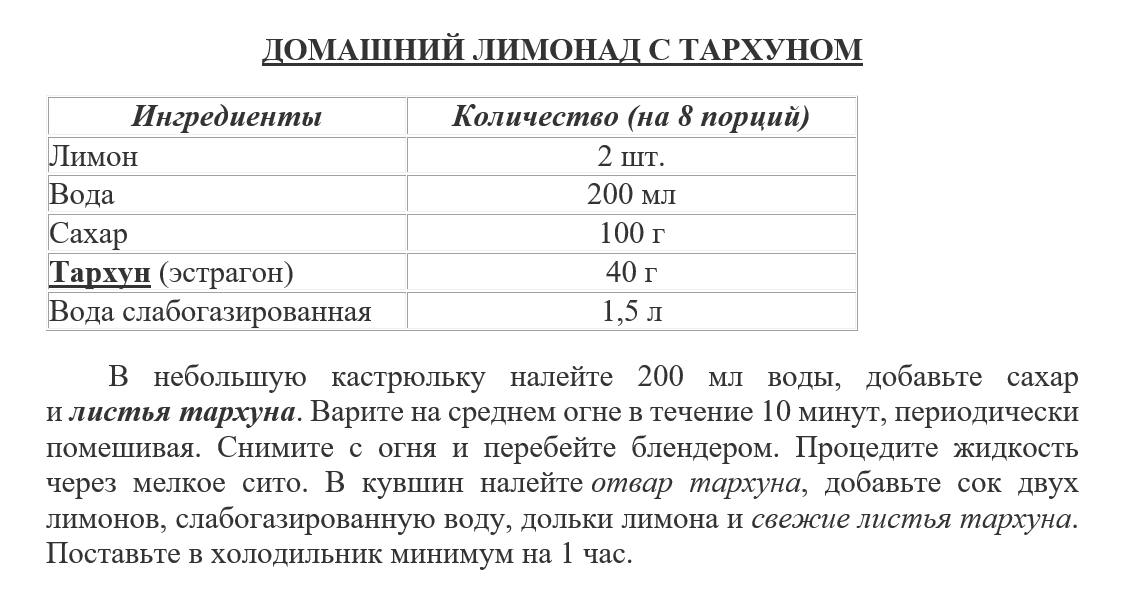 ДОМАШНИЙ ЛИМОНАД С ТАРХУНОМ
Ингредиенты Количество (на 8 порций)
Лимон 2 шт.
Вода 200 мл
Сахар 100 г
Тархун (эстрагон) 40 г
Вода слабогазированная 1,5 л
В небольшую кастрюльку налейте 200 мл воды, добавьте сахар
и листья тархуна. Варите на среднем огне в течение 10 минут, периодически
помешивая. Снимите с огня и перебейте блендером. Процедите жидкость
через мелкое сито. В кувшин налейте отвар тархуна, добавьте сок двух
лимонов, слабогазированную воду, дольки лимона и свежие листья тархуна.
Поставьте в холодильник минимум на 1 час.